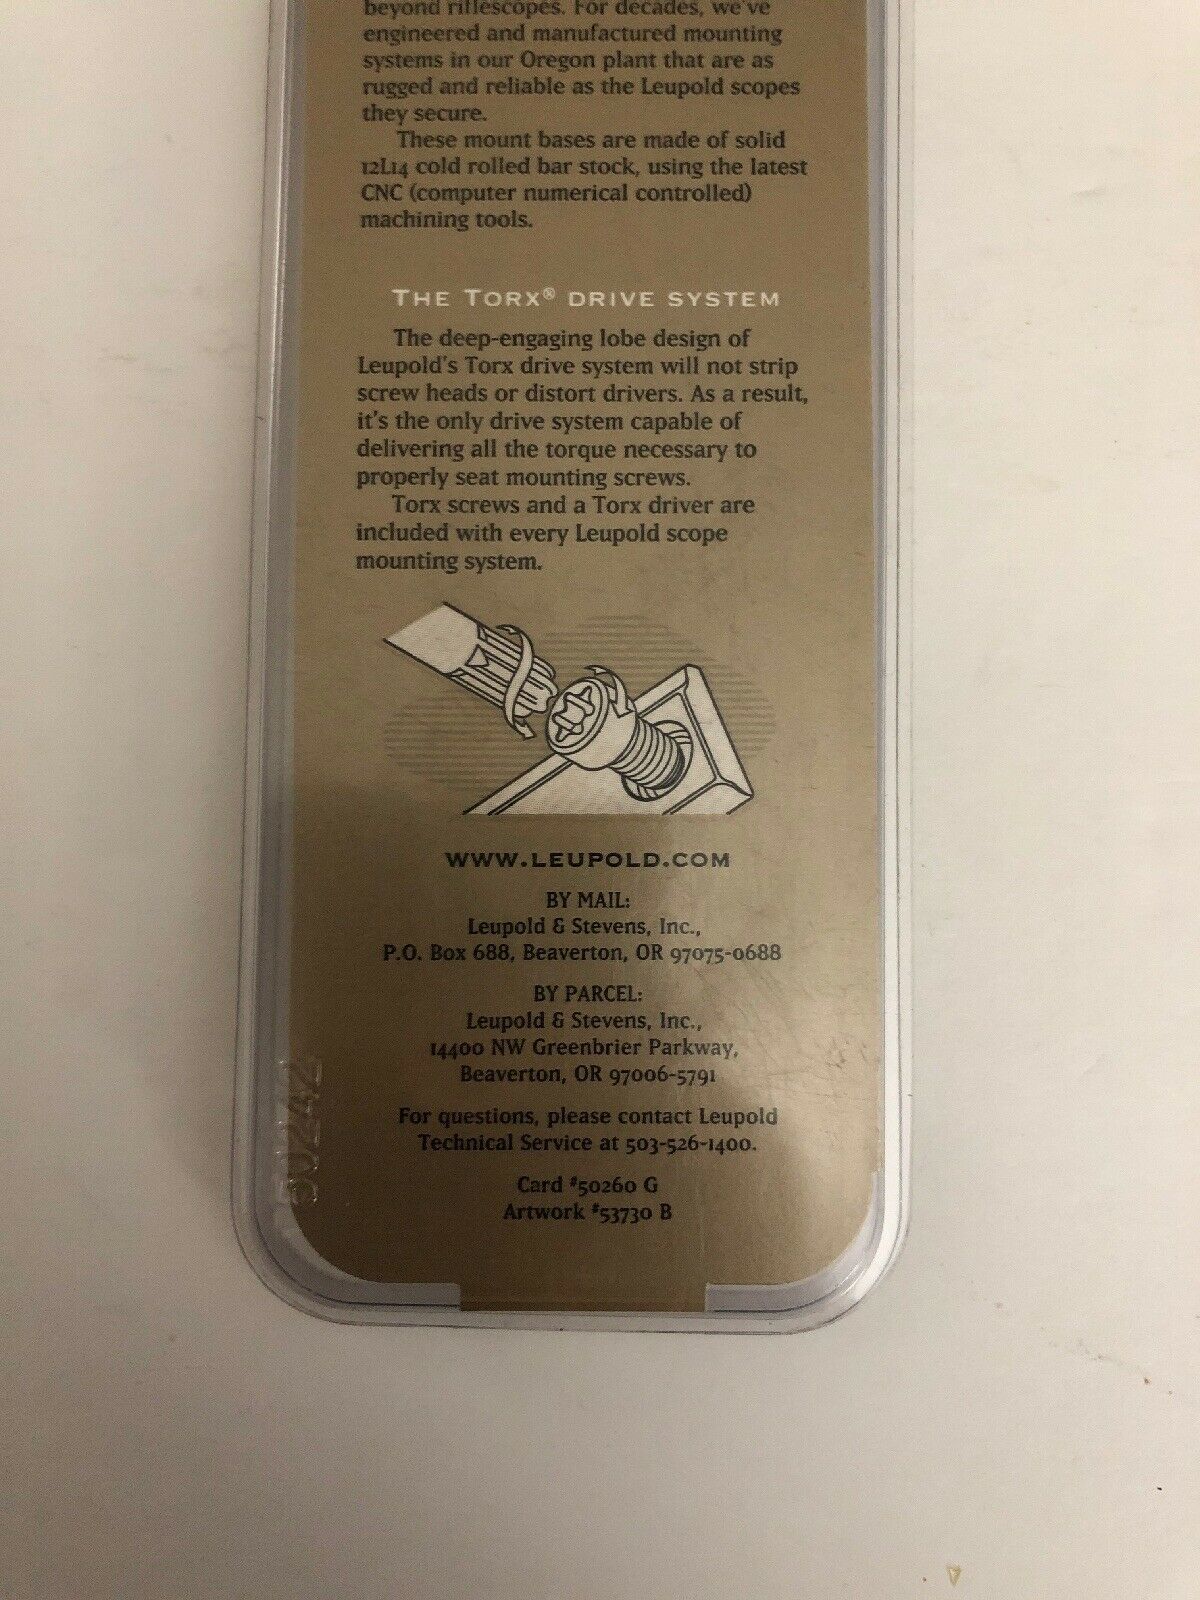 beyond riflescopes. For decades, we've
engineered and manufactured mounting
systems in our Oregon plant that are as
rugged and reliable as the Leupold scopes
they secure.
These mount bases are made of solid
12L14 cold rolled bar stock, using the latest
CNC (computer numerical controlled)
machining tools.
THE TORX® DRIVE SYSTEM
The deep-engaging lobe design of
Leupold's Torx drive system will not strip
screw heads or distort drivers. As a result,
it's the only drive system capable of
delivering all the torque necessary to
properly seat mounting screws.
Torx screws and a Torx driver are
included with every Leupold scope
mounting system.
WWW.LEUPOLD.COM
BY MAIL:
Leupold & Stevens, Inc.,
P.O. Box 688, Beaverton, OR 97075-0688
BY PARCEL:
Leupold & Stevens, Inc.,
14400 NW Greenbrier Parkway,
Beaverton, OR 97006-5791
For questions, please contact Leupold
Technical Service at 503-526-1400.
Card #50260 G
Artwork #53730 B
50242